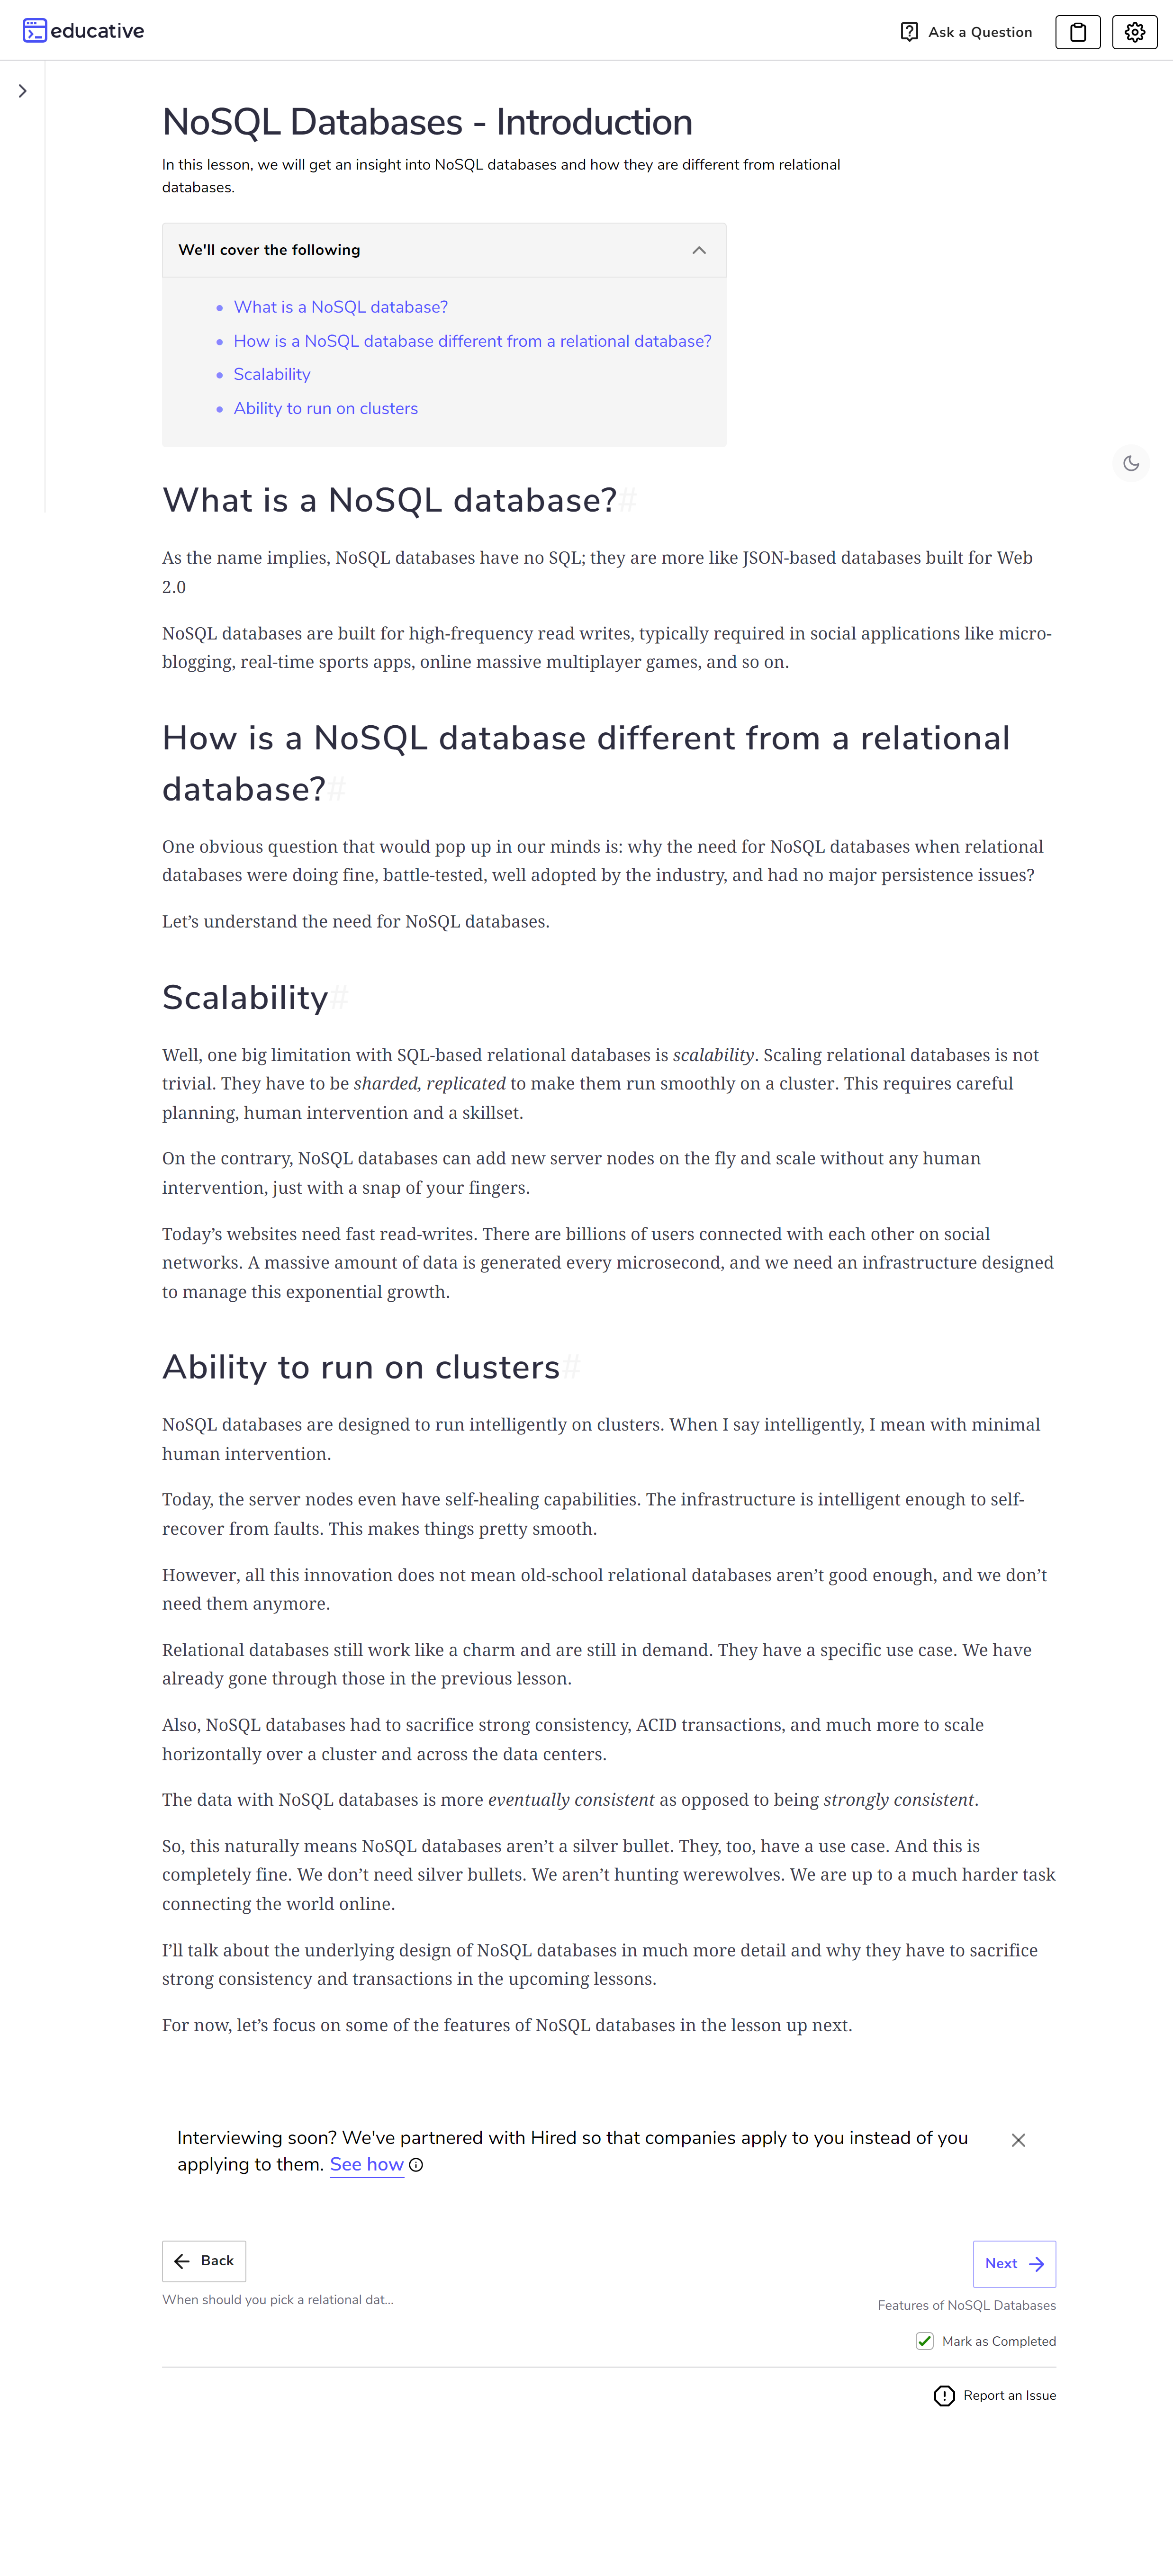 educative
Ask a Question
NoSQL Databases - Introduction
In this lesson, we will get an insight into NoSQL databases and how they are different from relational
databases.
We'll cover the following
• What is a NoSQL database?
• How is a NoSQL database different from a relational database?
• Scalability
• Ability to run on clusters
What is a NoSQL database?#
As the name implies, NoSQL databases have no SQL; they are more like JSON-based databases built for Web
2.0
NoSQL databases are built for high-frequency read writes, typically required in social applications like micro-
blogging, real-time sports apps, online massive multiplayer games, and so on.
How is a NoSQL database different from a relational
database?#
One obvious question that would pop up in our minds is: why the need for NoSQL databases when relational
databases were doing fine, battle-tested, well adopted by the industry, and had no major persistence issues?
Let’s understand the need for NoSQL databases.
Scalability#
Well, one big limitation with SQL-based relational databases is scalability. Scaling relational databases is not
trivial. They have to be sharded, replicated to make them run smoothly on a cluster. This requires careful
planning, human intervention and a skillset.
On the contrary, NoSQL databases can add new server nodes on the fly and scale without any human
intervention, just with a snap of your fingers.
Today’s websites need fast read-writes. There are billions of users connected with each other on social
networks. A massive amount of data is generated every microsecond, and we need an infrastructure designed
to manage this exponential growth.
Ability to run on clusters#
NoSQL databases are designed to run intelligently on clusters. When I say intelligently, I mean with minimal
human intervention.
Today, the server nodes even have self-healing capabilities. The infrastructure is intelligent enough to self-
recover from faults. This makes things pretty smooth.
However, all this innovation does not mean old-school relational databases aren’t good enough, and we don’t
need them anymore.
Relational databases still work like a charm and are still in demand. They have a specific use case. We have
already gone through those in the previous lesson.
Also, NoSQL databases had to sacrifice strong consistency, ACID transactions, and much more to scale
horizontally over a cluster and across the data centers.
The data with NoSQL databases is more eventually consistent as opposed to being strongly consistent.
So, this naturally means NoSQL databases aren’t a silver bullet. They, too, have a use case. And this is
completely fine. We don’t need silver bullets. We aren’t hunting werewolves. We are up to a much harder task
connecting the world online.
I’ll talk about the underlying design of NoSQL databases in much more detail and why they have to sacrifice
strong consistency and transactions in the upcoming lessons.
For now, let’s focus on some of the features of NoSQL databases in the lesson up next.
Interviewing soon? We've partnered with Hired so that companies apply to you instead of you
applying to them. See how
Back
Next
When should you pick a relational dat...
Features of NoSQL Databases
Mark as Completed
Report an Issue